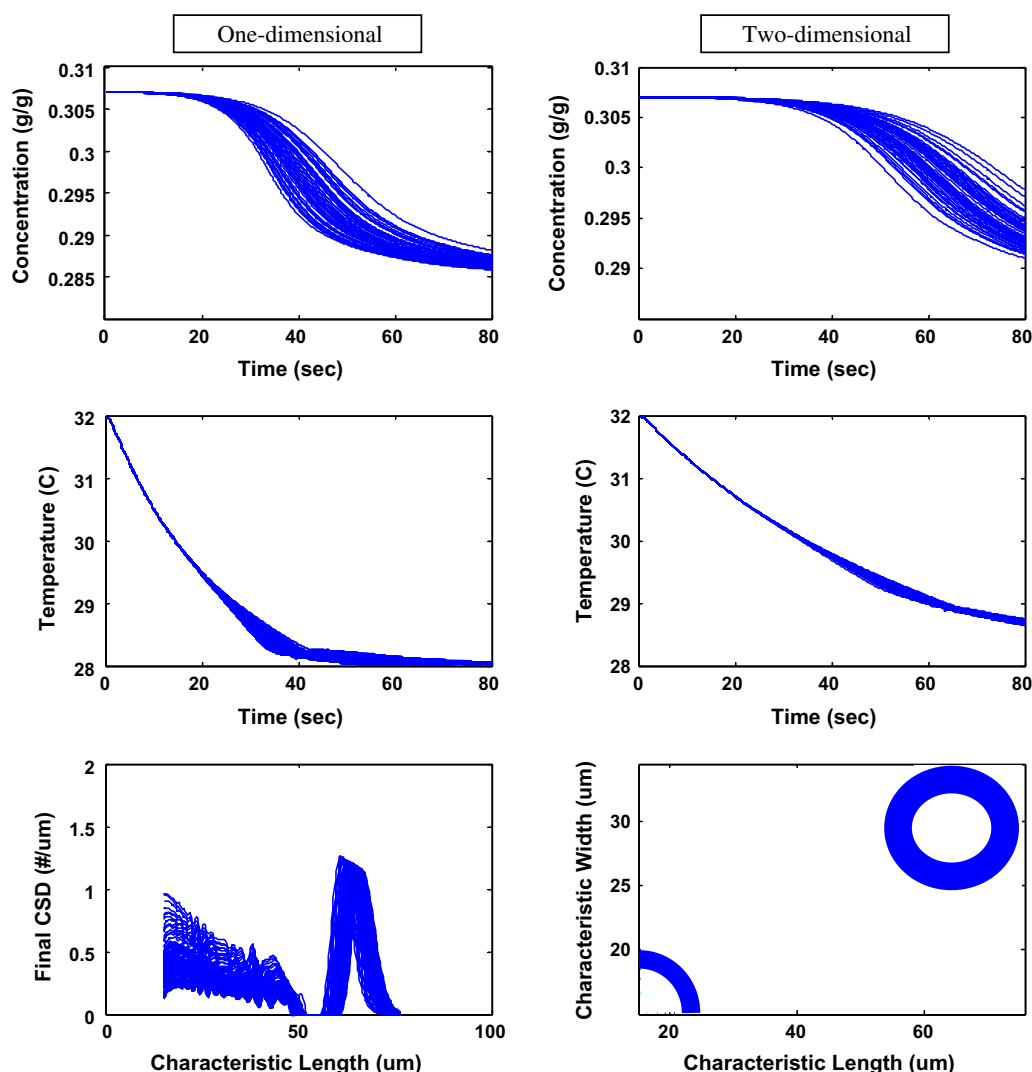 One-dimensional
Two-dimensional
0.31
0.305
0.3
0.295
0.29
0.285
Concentration (g/g)
0 20 40 60 80
Time (sec)
0.31
0.305
0.3
0.295
0.29
Concentration (g/g)
0 20 40 60 80
Time (sec)
32
31
30
29
28
Temperature (C)
0 20 40 60 80
Time (sec)
32
31
30
29
28
Temperature (C)
0 20 40 60 80
Time (sec)
2
1.5
1
0.5
0
Final CSD (#/um)
0 50 100
Characteristic Length (um)
30
25
20
Characteristic Width (um)
20 40 60
Characteristic Length (um)